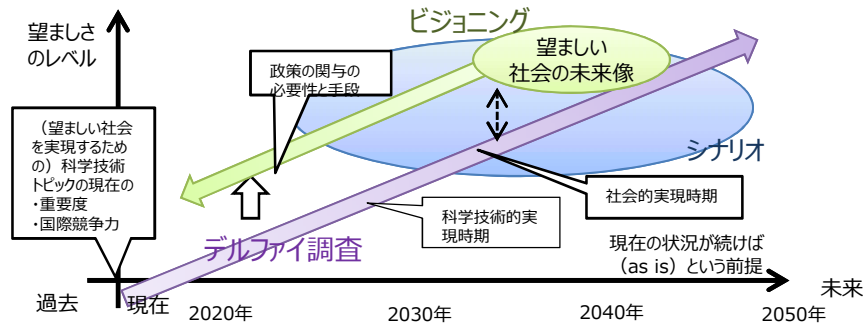 望ましさ
のレベル
ビジョニング
望ましい
社会の未来像
政策の関与の
必要性と手段
（望ましい社会
を実現するため
の）科学技術
トピックの現在の
・重要度
・国際競争力
シナリオ
社会的実現時期
科学技術的実
現時期
デルファイ調査
現在の状況が続けば
（as is）という前提
過去
現在
2020年
2030年
2040年
2050年
未来